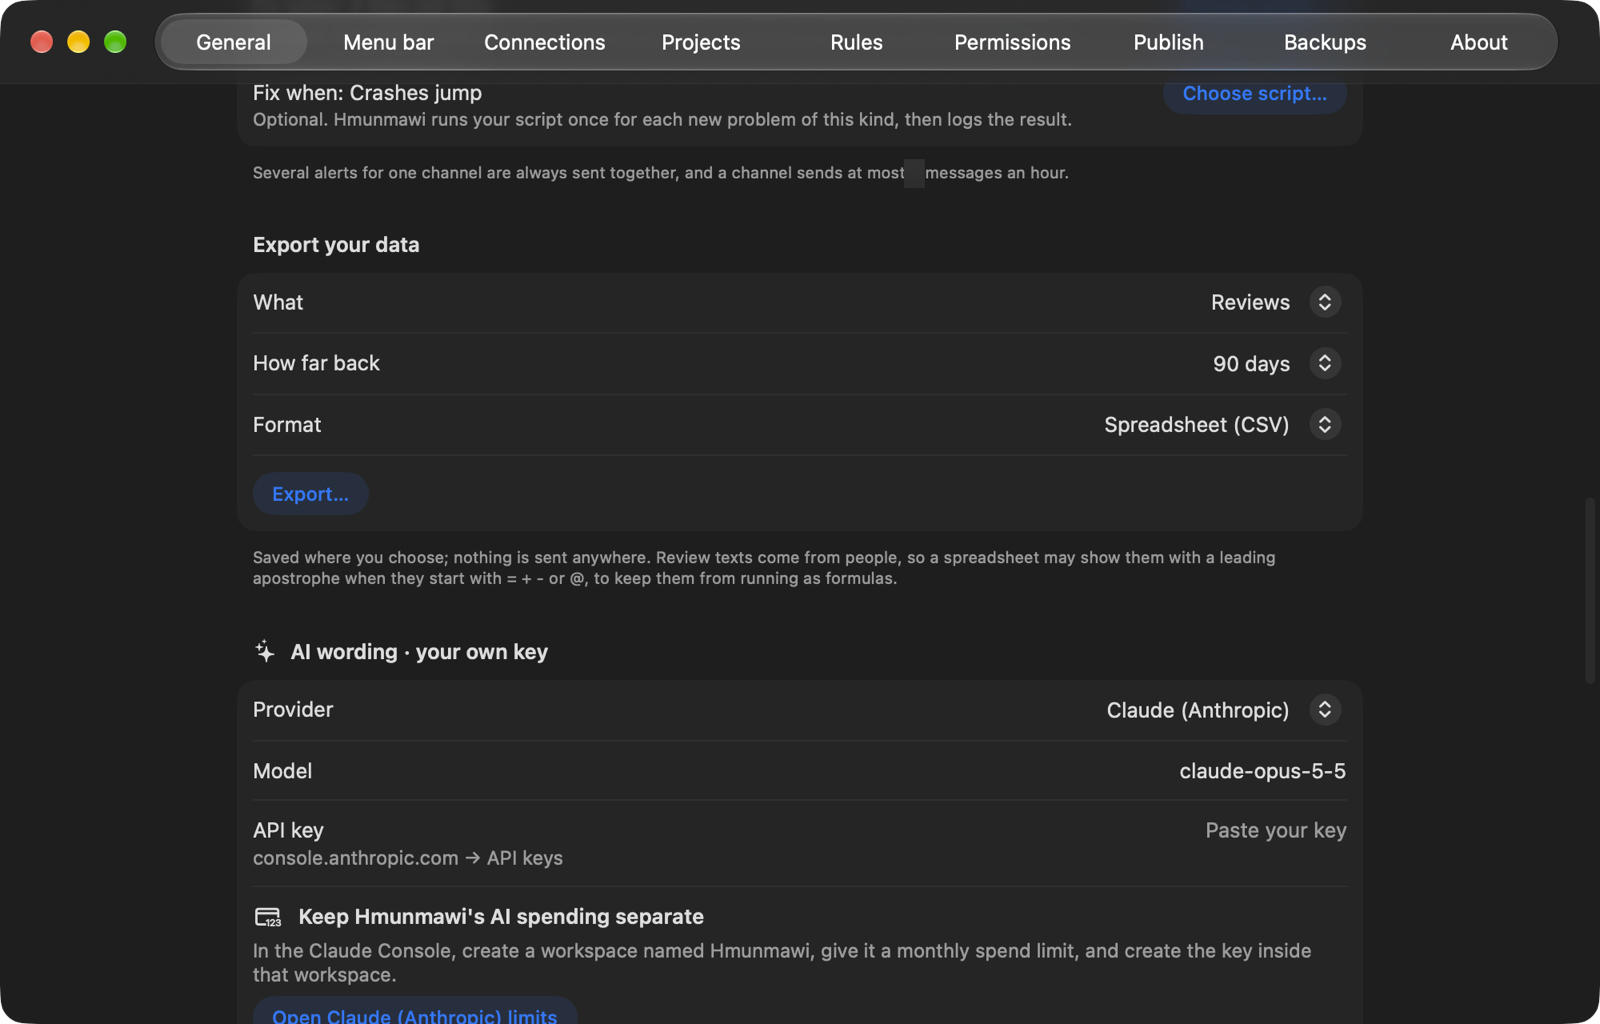 General Menu bar Connections Projects Rules Permissions Publish Backups About
Fix when: Crashes jump
Choose script...
Optional. Hmunmawi runs your script once for each new problem of this kind, then logs the result.
Several alerts for one channel are always sent together, and a channel sends at most messages an hour.
Export your data
What Reviews
How far back 90 days
Format Spreadsheet (CSV)
Export...
Saved where you choose; nothing is sent anywhere. Review texts come from people, so a spreadsheet may show them with a leading
apostrophe when they start with = + - or @, to keep them from running as formulas.
AI wording · your own key
Provider Claude (Anthropic)
Model claude-opus-5-5
API key Paste your key
console.anthropic.com → API keys
Keep Hmunmawi's AI spending separate
In the Claude Console, create a workspace named Hmunmawi, give it a monthly spend limit, and create the key inside
that workspace.
Open Claude (Anthropic) limits